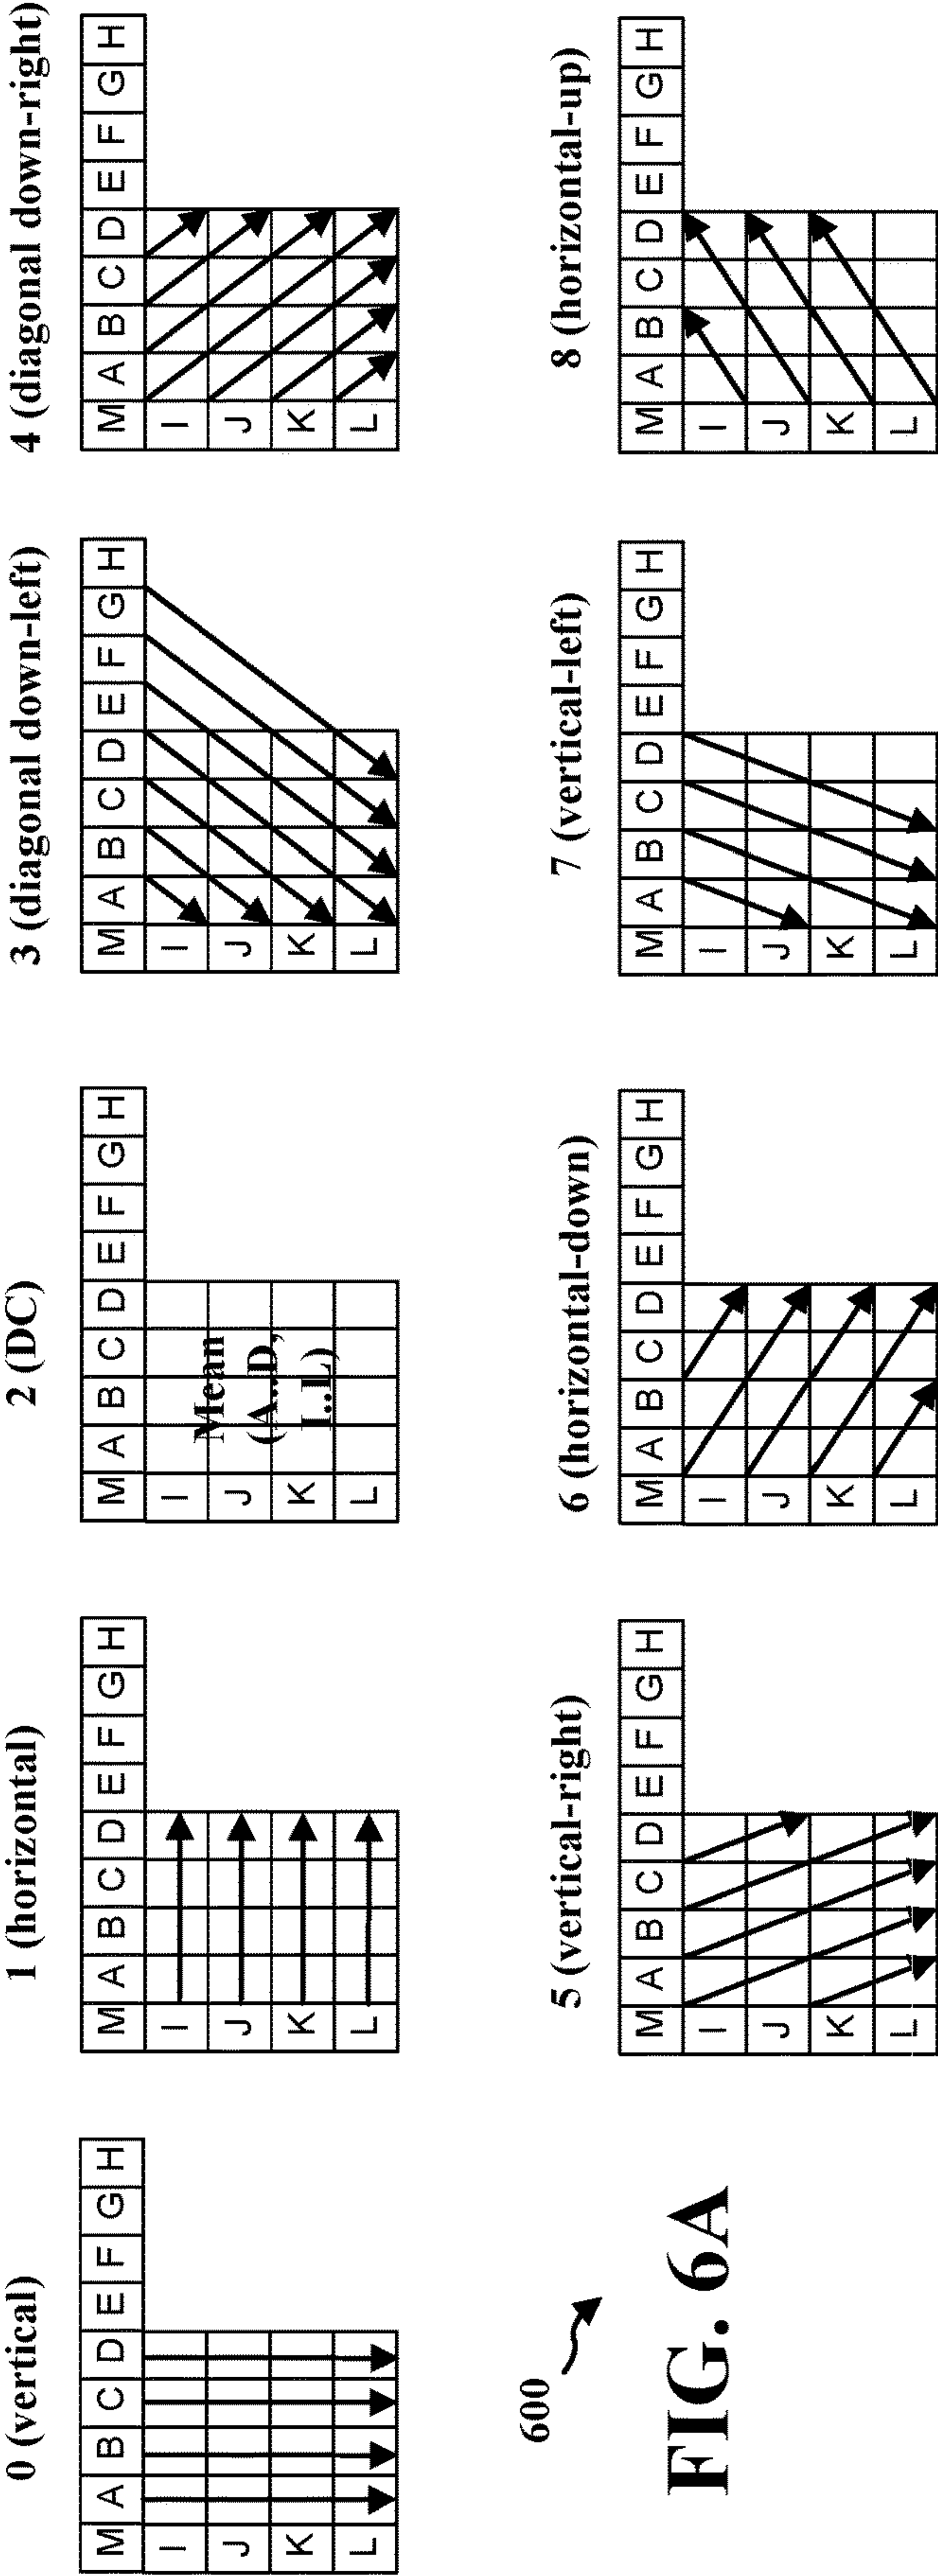 0 (vertical)
M A B C D E F G H
I
J
K
L
1 (horizontal)
M A B C D E F G H
I
J
K
L
2 (DC)
M A B C D E F G H
I
J
K
L
Mean
(A..D,
I..L)
3 (diagonal down-left)
M A B C D E F G H
I
J
K
L
4 (diagonal down-right)
M A B C D E F G H
I
J
K
L
600
FIG. 6A
5 (vertical-right)
M A B C D E F G H
I
J
K
L
6 (horizontal-down)
M A B C D E F G H
I
J
K
L
7 (vertical-left)
M A B C D E F G H
I
J
K
L
8 (horizontal-up)
M A B C D E F G H
I
J
K
L